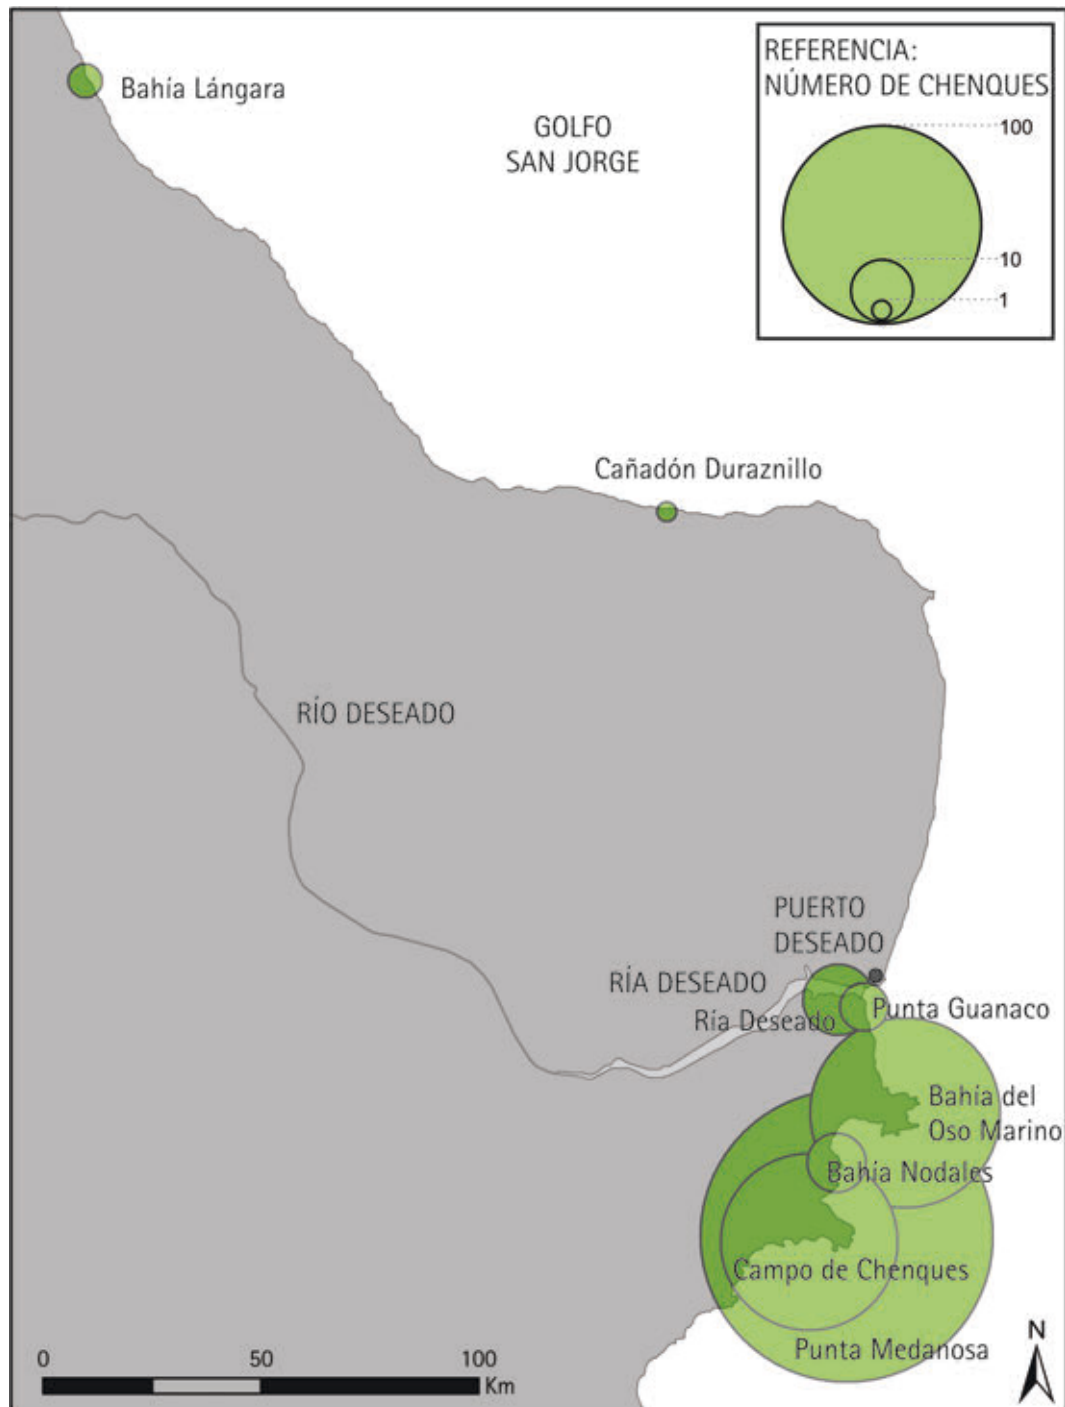 REFERENCIA:
NÚMERO DE CHENQUES
100
10
1
Bahía Lángara
GOLFO
SAN JORGE
Cañadón Duraznillo
RÍO DESEADO
PUERTO
DESEADO
RÍA DESEADO
Ría Deseado
Punta Guanaco
Bahía del
Oso Marino
Bahía Nodales
Campo de Chenques
Punta Medanosa
0 50 100
Km
N